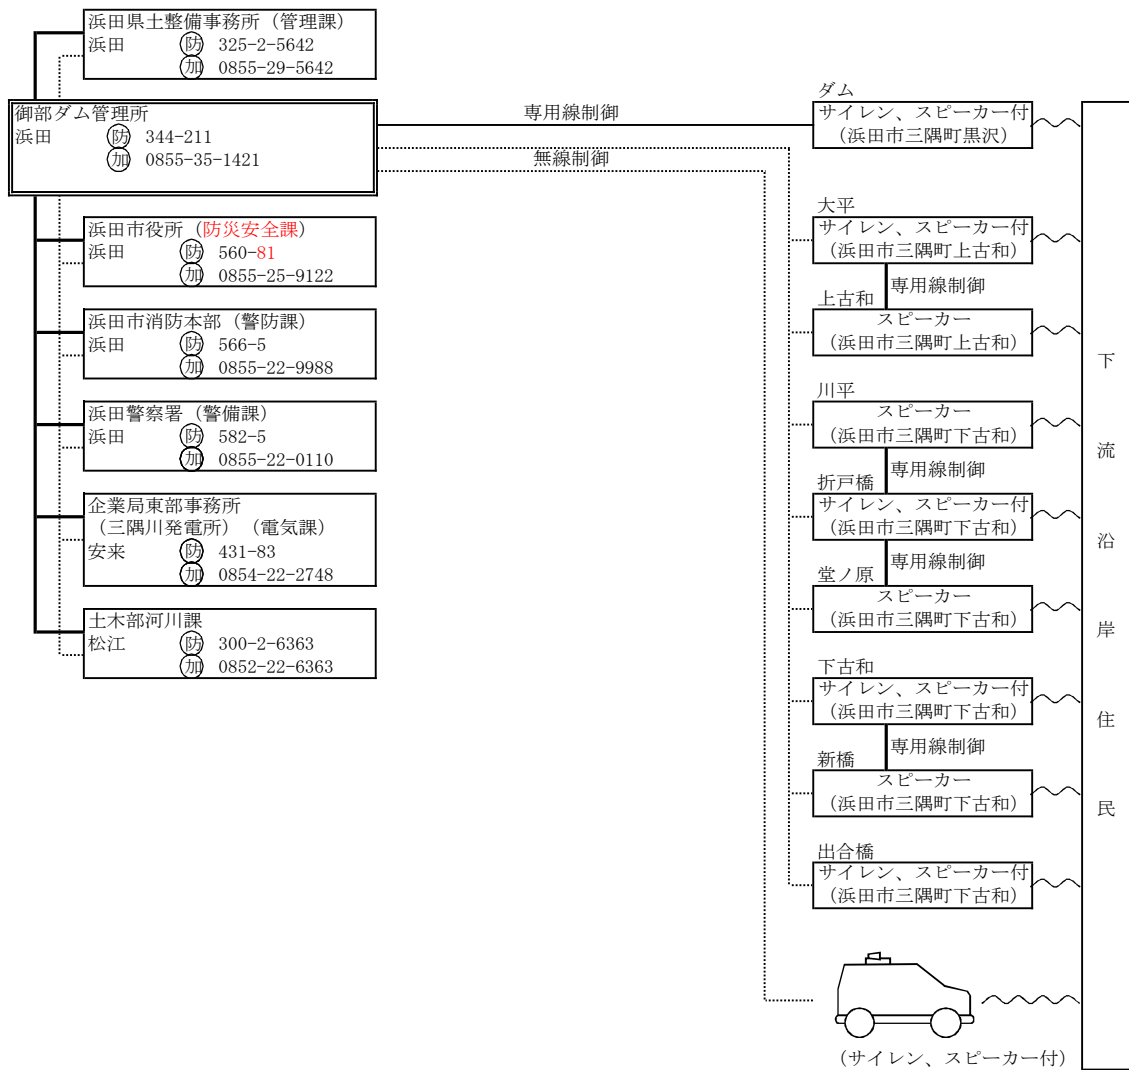 浜田県土整備事務所（管理課）
浜田 防 325-2-5642
加 0855-29-5642
御部ダム管理所
浜田 防 344-211
加 0855-35-1421
浜田市役所（防災安全課）
浜田 防 560-81
加 0855-25-9122
浜田市消防本部（警防課）
浜田 防 566-5
加 0855-22-9988
浜田警察署（警備課）
浜田 防 582-5
加 0855-22-0110
企業局東部事務所
（三隅川発電所）（電気課）
安来 防 431-83
加 0854-22-2748
土木部河川課
松江 防 300-2-6363
加 0852-22-6363
専用線制御
無線制御
ダム
サイレン、スピーカー付
（浜田市三隅町黒沢）
大平
サイレン、スピーカー付
（浜田市三隅町上古和）
専用線制御
上古和
スピーカー
（浜田市三隅町上古和）
川平
スピーカー
（浜田市三隅町下古和）
専用線制御
折戸橋
サイレン、スピーカー付
（浜田市三隅町下古和）
専用線制御
堂ノ原
スピーカー
（浜田市三隅町下古和）
下古和
サイレン、スピーカー付
（浜田市三隅町下古和）
専用線制御
新橋
スピーカー
（浜田市三隅町下古和）
出合橋
サイレン、スピーカー付
（浜田市三隅町下古和）
（サイレン、スピーカー付）
下流沿岸住民